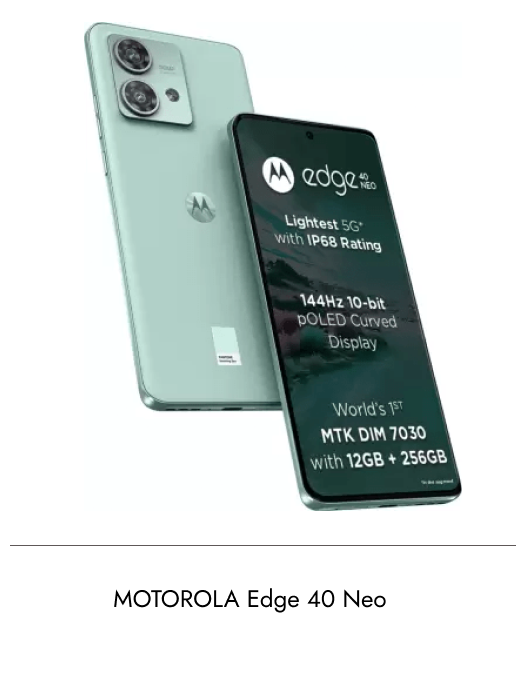 edge 40 NEO
Lightest 5G*
with IP68 Rating
144Hz 10-bit
pOLED Curved
Display
World's 1ST
MTK DIM 7030
with 12GB + 256GB
PANTONE
MOTOROLA Edge 40 Neo